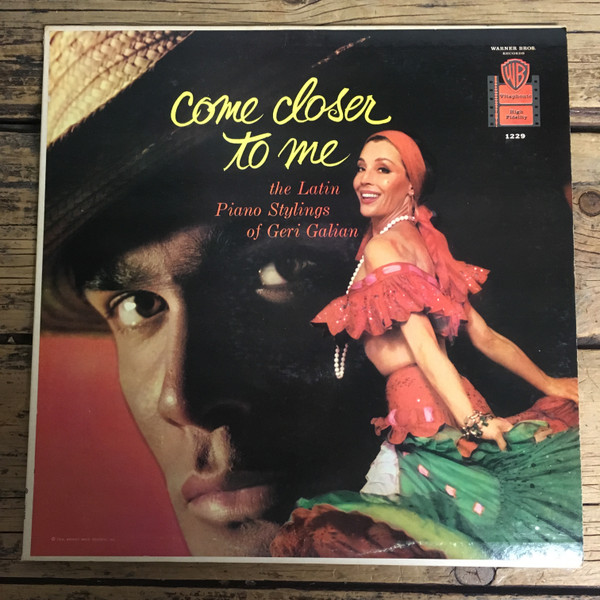 WARNER BROS.
RECORDS
WB
Vitaphonic
High
Fidelity
1229
come closer
to me
the Latin
Piano Stylings
of Geri Galian